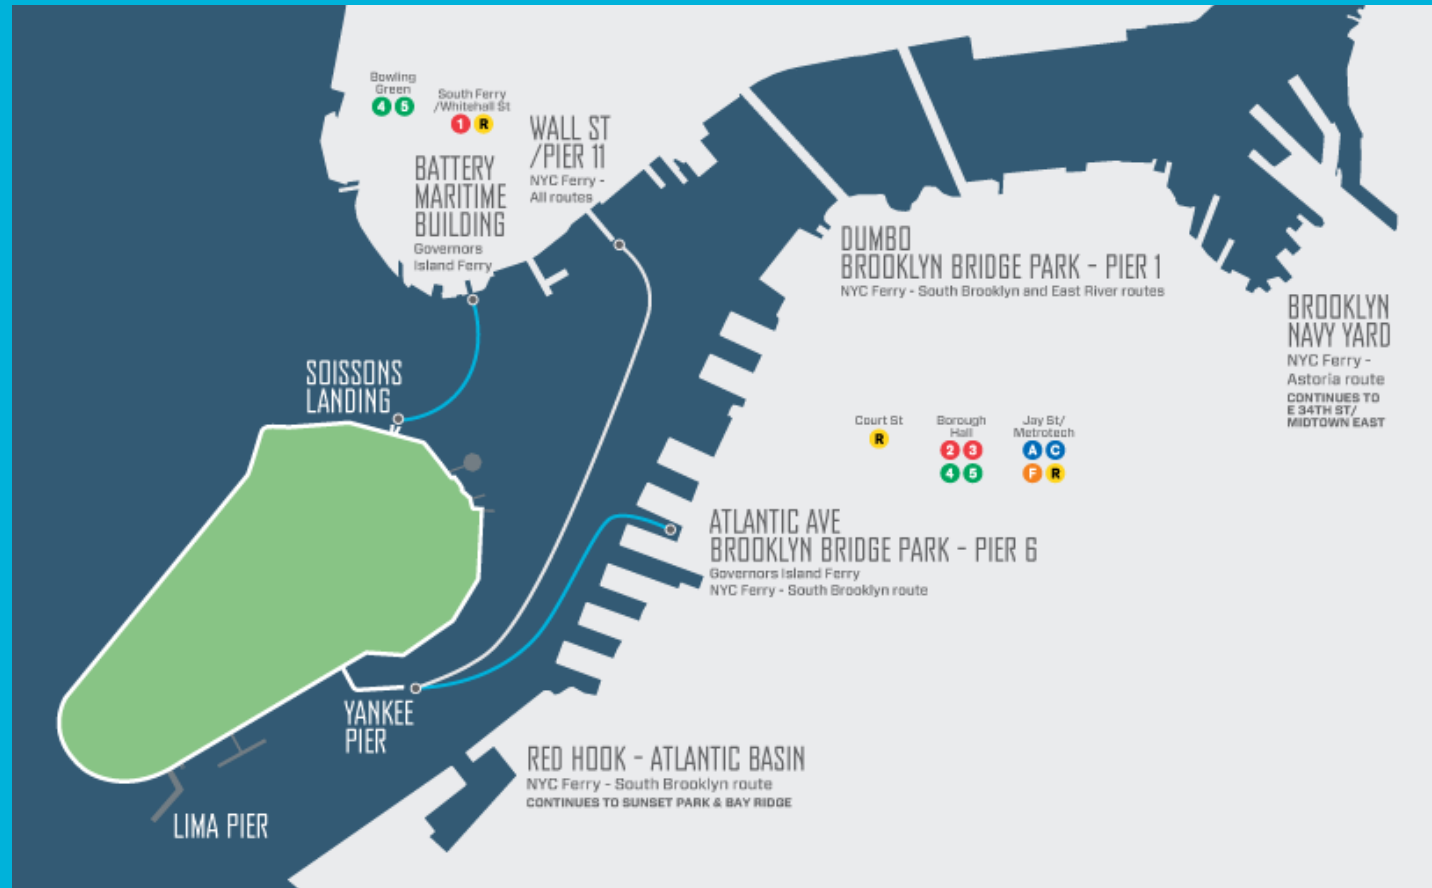 Bowling
Green
4 5
South Ferry
/Whitehall St
1 R
WALL ST
/PIER 11
NYC Ferry -
All routes
BATTERY
MARITIME
BUILDING
Governors
Island Ferry
DUMBO
BROOKLYN BRIDGE PARK - PIER 1
NYC Ferry - South Brooklyn and East River routes
BROOKLYN
NAVY YARD
NYC Ferry -
Astoria route
CONTINUES TO
E 34TH ST/
MIDTOWN EAST
SOISSONS
LANDING
Court St
R
Borough
Hall
2 3
4 5
Jay St/
Metrotech
A C
F R
ATLANTIC AVE
BROOKLYN BRIDGE PARK - PIER 6
Governors Island Ferry
NYC Ferry - South Brooklyn route
YANKEE
PIER
RED HOOK - ATLANTIC BASIN
NYC Ferry - South Brooklyn route
CONTINUES TO SUNSET PARK & BAY RIDGE
LIMA PIER